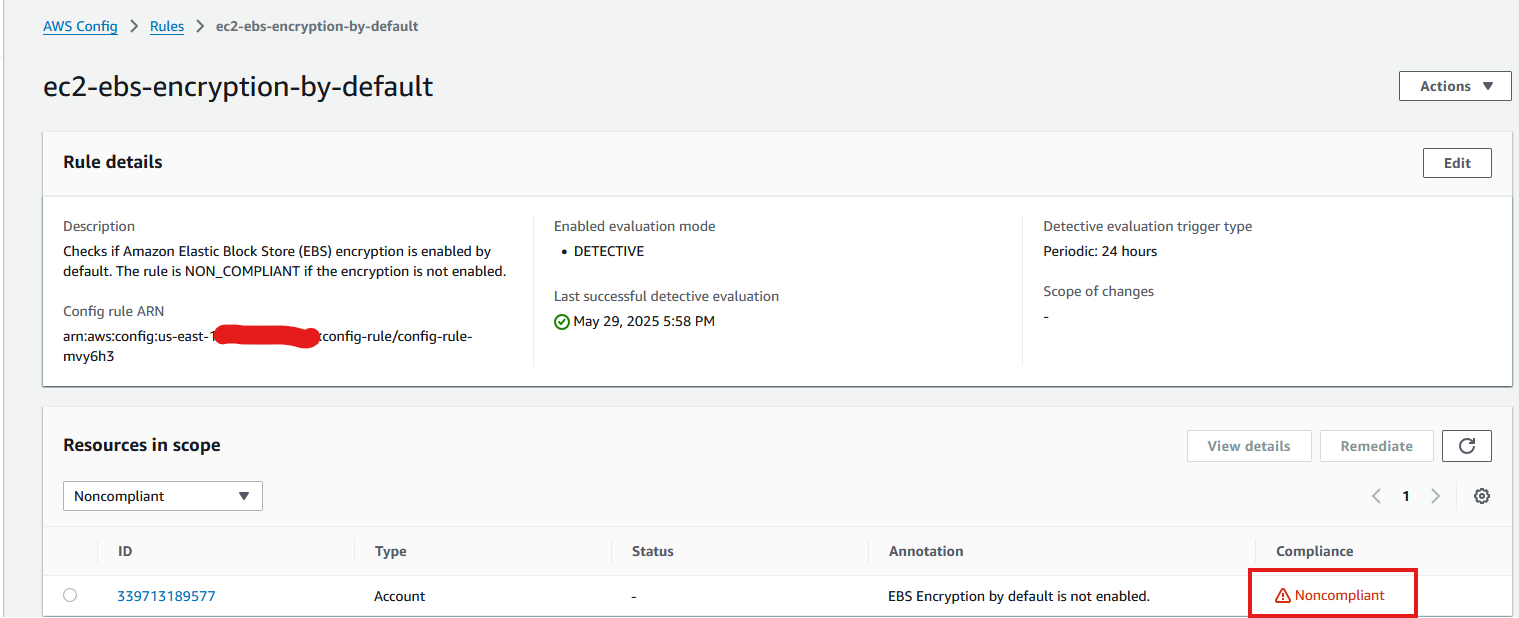 AWS Config > Rules > ec2-ebs-encryption-by-default
ec2-ebs-encryption-by-default
Actions
Rule details
Edit
Description
Checks if Amazon Elastic Block Store (EBS) encryption is enabled by
default. The rule is NON_COMPLIANT if the encryption is not enabled.
Config rule ARN
arn:aws:config:us-east-1 :config-rule/config-rule-
mvy6h3
Enabled evaluation mode
• DETECTIVE
Last successful detective evaluation
May 29, 2025 5:58 PM
Detective evaluation trigger type
Periodic: 24 hours
Scope of changes
-
Resources in scope
View details
Remediate
Noncompliant
1
ID Type Status Annotation Compliance
339713189577 Account - EBS Encryption by default is not enabled. Noncompliant